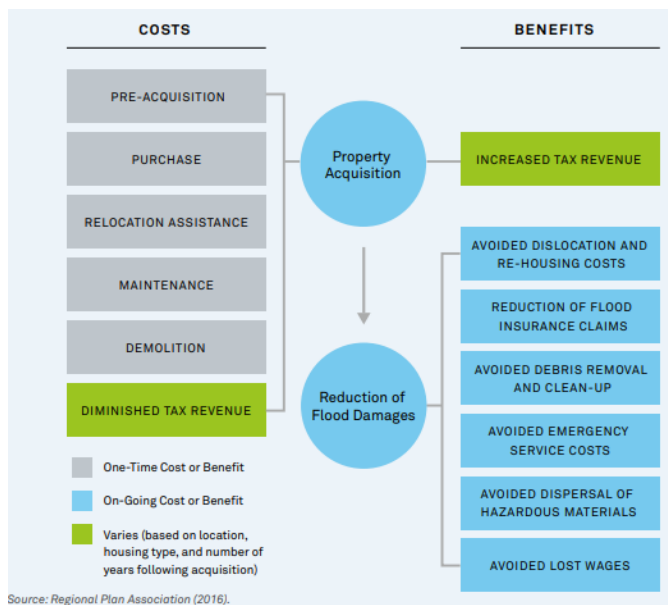 COSTS
BENEFITS
PRE-ACQUISITION
PURCHASE
RELOCATION ASSISTANCE
MAINTENANCE
DEMOLITION
DIMINISHED TAX REVENUE
Property
Acquisition
Reduction of
Flood Damages
INCREASED TAX REVENUE
AVOIDED DISLOCATION AND
RE-HOUSING COSTS
REDUCTION OF FLOOD
INSURANCE CLAIMS
AVOIDED DEBRIS REMOVAL
AND CLEAN-UP
AVOIDED EMERGENCY
SERVICE COSTS
AVOIDED DISPERSAL OF
HAZARDOUS MATERIALS
AVOIDED LOST WAGES
One-Time Cost or Benefit
On-Going Cost or Benefit
Varies (based on location,
housing type, and number of
years following acquisition)
Source: Regional Plan Association (2016).